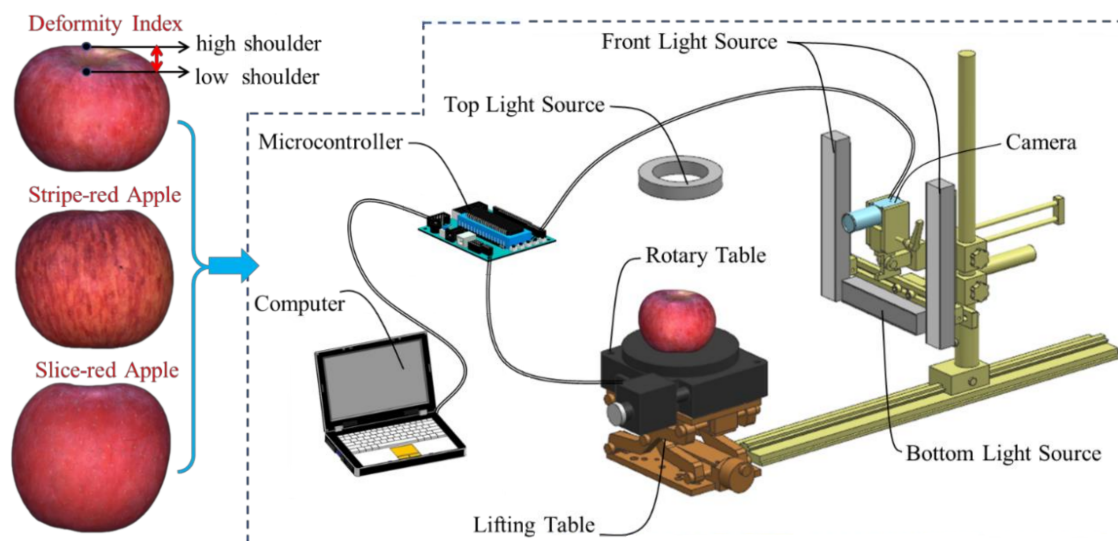 Deformity Index
high shoulder
low shoulder
Stripe-red Apple
Slice-red Apple
Front Light Source
Top Light Source
Microcontroller
Camera
Rotary Table
Computer
Bottom Light Source
Lifting Table